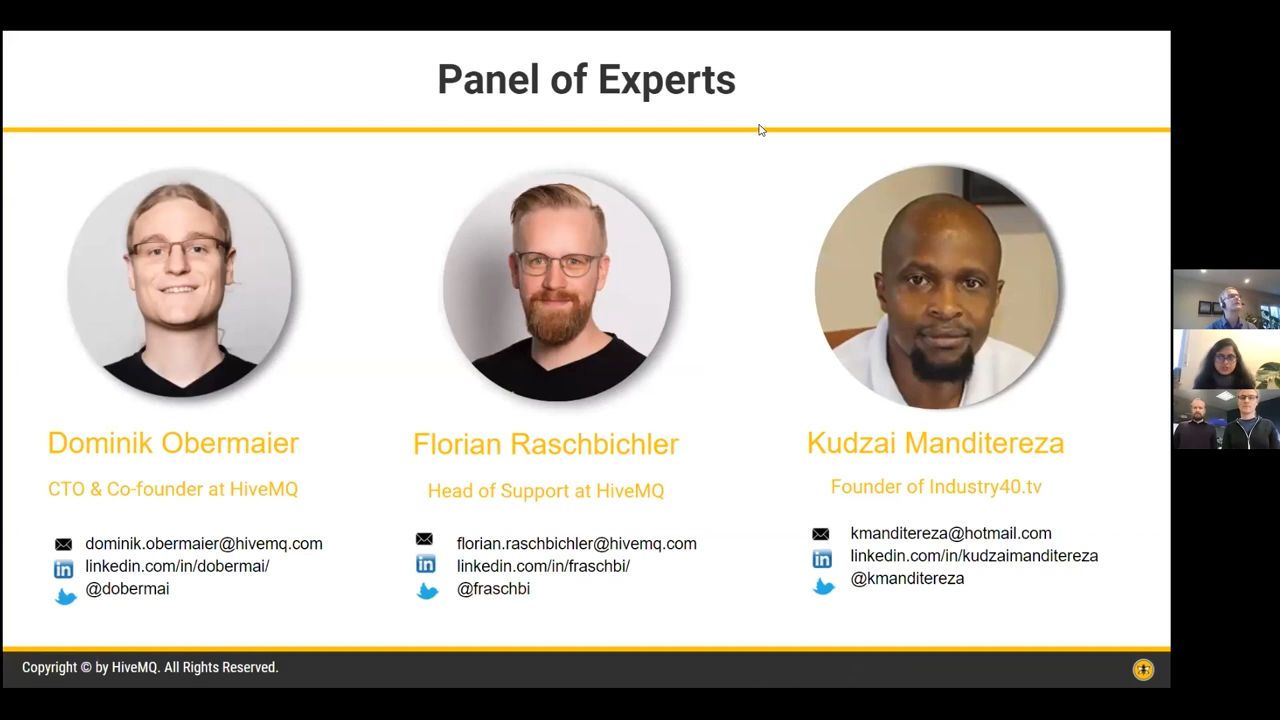 Panel of Experts
Dominik Obermaier
CTO & Co-founder at HiveMQ
dominik.obermaier@hivemq.com
linkedin.com/in/dobermai/
@dobermai
Florian Raschbichler
Head of Support at HiveMQ
florian.raschbichler@hivemq.com
linkedin.com/in/fraschbi/
@fraschbi
Kudzai Manditereza
Founder of Industry40.tv
kmanditereza@hotmail.com
linkedin.com/in/kudzaimanditereza
@kmanditereza
Copyright © by HiveMQ. All Rights Reserved.